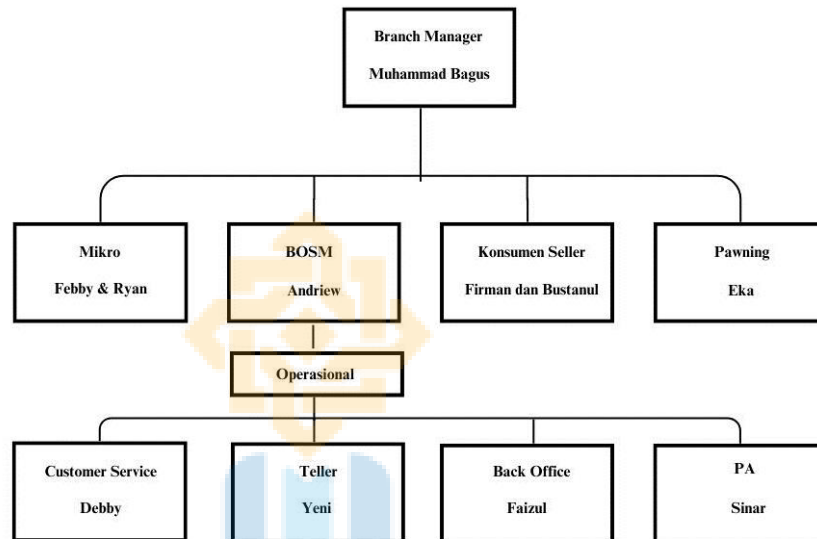 Branch Manager
Muhammad Bagus
Mikro
Febby & Ryan
BOSM
Andriew
Konsumen Seller
Firman dan Bustanul
Pawning
Eka
Operasional
Customer Service
Debby
Teller
Yeni
Back Office
Faizul
PA
Sinar